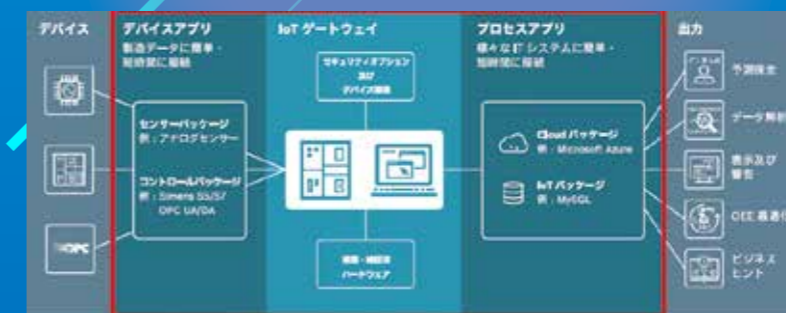 デバイス
デバイスアプリ
製造データに簡単・
短時間に接続
センサーパッケージ
例：アナログセンサー
コントロールパッケージ
例：Simens S5/S7
OPC UA/DA
OPC
IoT ゲートウェイ
セキュリティオプション
及び
デバイス管理
ハードウェア
プロセスアプリ
様々な IT システムに簡単・
短時間に接続
Cloud パッケージ
例：Microsoft Azure
IoT パッケージ
例：MySQL
出力
予測保全
データ解析
表示及び
警告
OEE 最適化
ビジネス
ヒント